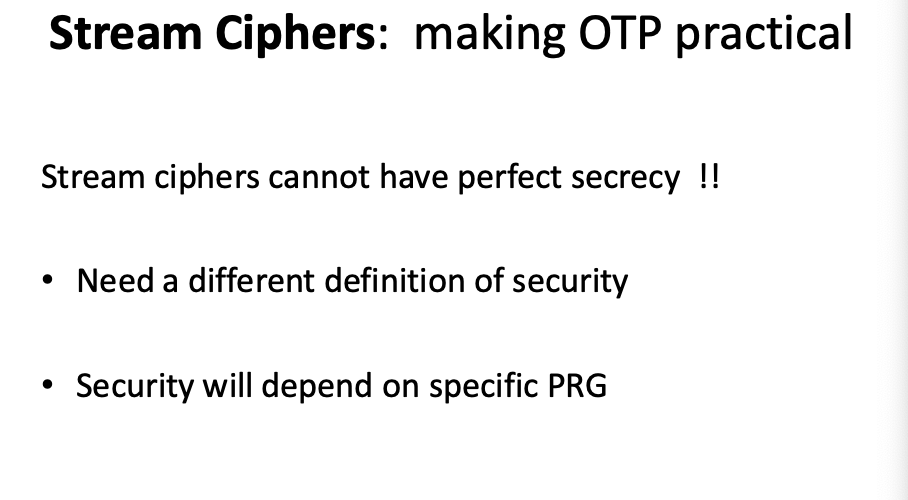 Stream Ciphers: making OTP practical
Stream ciphers cannot have perfect secrecy !!
• Need a different definition of security
• Security will depend on specific PRG